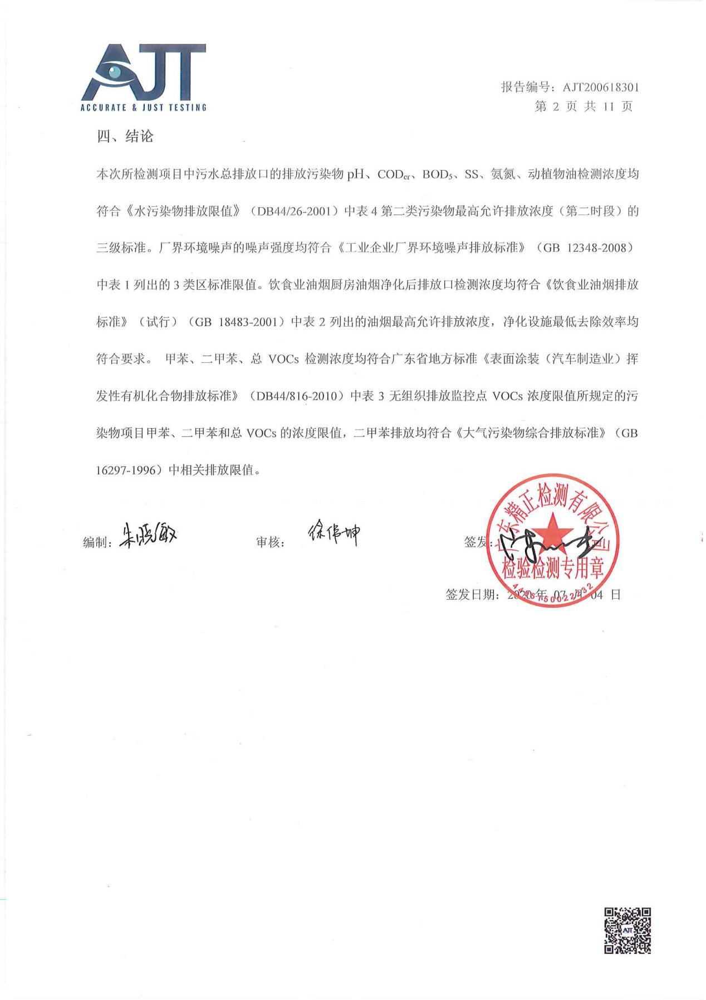 AJT
ACCURATE & JUST TESTING
报告编号：AJT200618301
第 2 页 共 11 页
四、结论
本次所检测项目中污水总排放口的排放污染物 pH、CODcr、BOD5、SS、氨氮、动植物油检测浓度均
符合《水污染物排放限值》（DB44/26-2001）中表 4 第二类污染物最高允许排放浓度（第二时段）的
三级标准。厂界环境噪声的噪声强度均符合《工业企业厂界环境噪声排放标准》（GB 12348-2008）
中表 1 列出的 3 类区标准限值。饮食业油烟厨房油烟净化后排放口检测浓度均符合《饮食业油烟排放
标准》（试行）（GB 18483-2001）中表 2 列出的油烟最高允许排放浓度，净化设施最低去除效率均
符合要求。 甲苯、二甲苯、总 VOCs 检测浓度均符合广东省地方标准《表面涂装（汽车制造业）挥
发性有机化合物排放标准》（DB44/816-2010）中表 3 无组织排放监控点 VOCs 浓度限值所规定的污
染物项目甲苯、二甲苯和总 VOCs 的浓度限值，二甲苯排放均符合《大气污染物综合排放标准》（GB
16297-1996）中相关排放限值。
广东精正检测有限公司
编制：朱晓敏 审核：徐伟坤 签发：
检验检测专用章
签发日期：2020 年 07 月 04 日
AJT